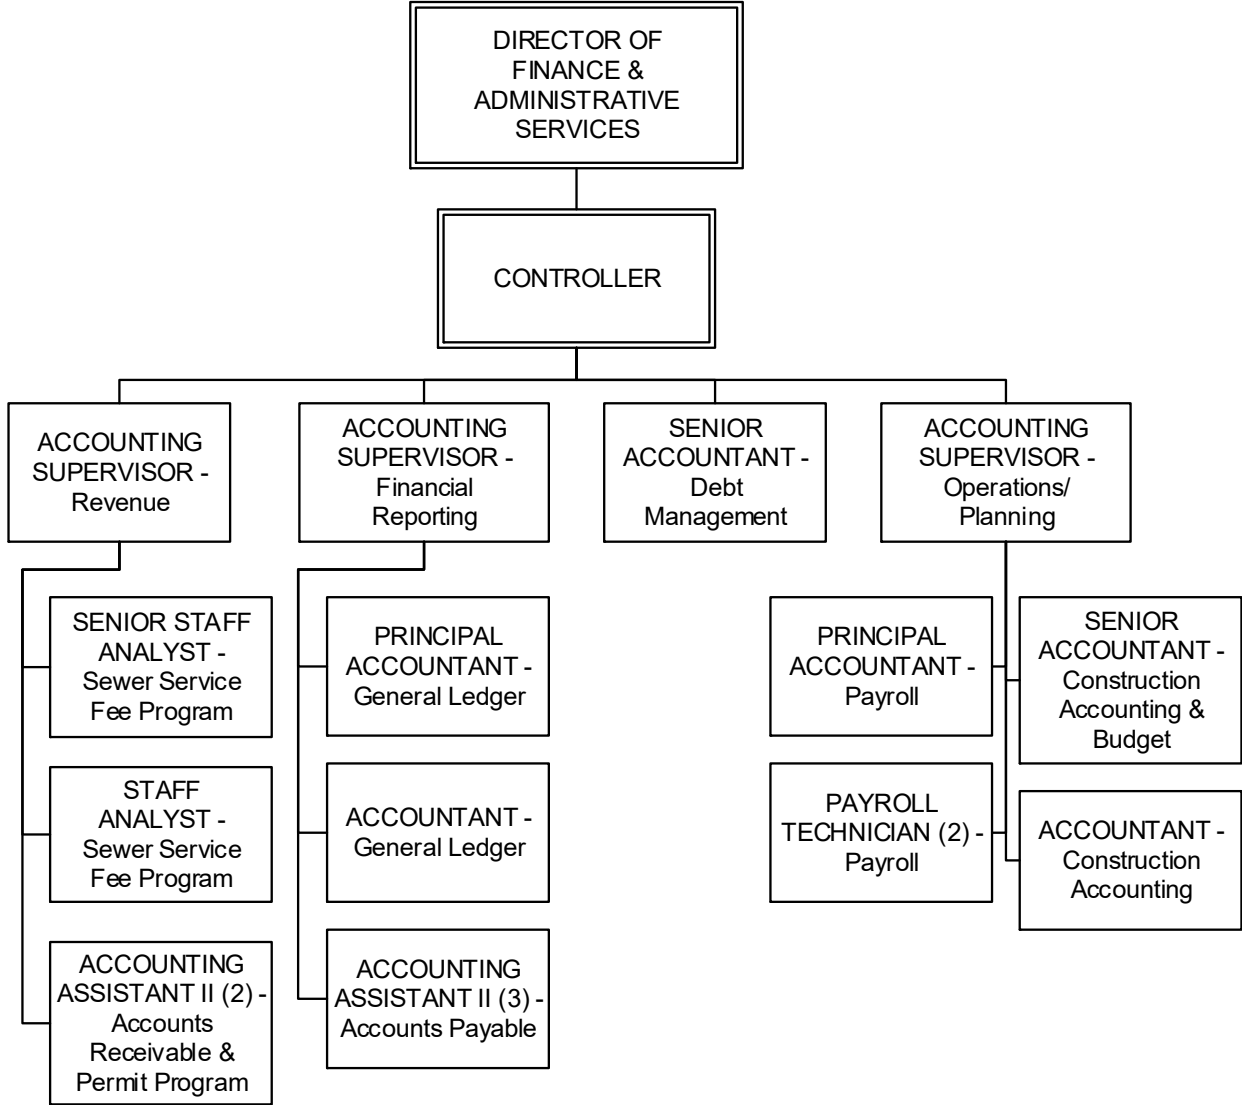 DIRECTOR OF
FINANCE &
ADMINISTRATIVE
SERVICES
CONTROLLER
ACCOUNTING
SUPERVISOR -
Revenue
ACCOUNTING
SUPERVISOR -
Financial
Reporting
SENIOR
ACCOUNTANT -
Debt
Management
ACCOUNTING
SUPERVISOR -
Operations/
Planning
SENIOR STAFF
ANALYST -
Sewer Service
Fee Program
STAFF
ANALYST -
Sewer Service
Fee Program
ACCOUNTING
ASSISTANT II (2) -
Accounts
Receivable &
Permit Program
PRINCIPAL
ACCOUNTANT -
General Ledger
ACCOUNTANT -
General Ledger
ACCOUNTING
ASSISTANT II (3) -
Accounts Payable
PRINCIPAL
ACCOUNTANT -
Payroll
PAYROLL
TECHNICIAN (2) -
Payroll
SENIOR
ACCOUNTANT -
Construction
Accounting &
Budget
ACCOUNTANT -
Construction
Accounting